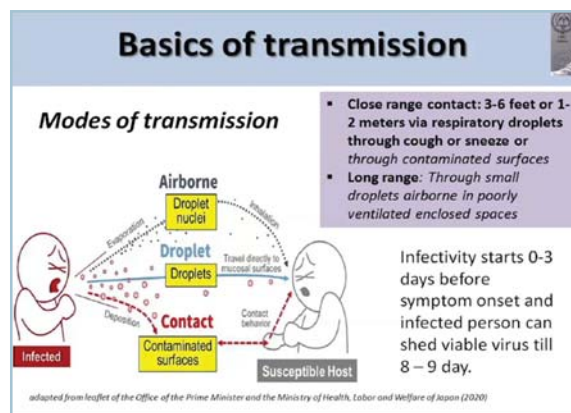 Basics of transmission
Modes of transmission
▪ Close range contact: 3-6 feet or 1-
2 meters via respiratory droplets
through cough or sneeze or
through contaminated surfaces
▪ Long range: Through small
droplets airborne in poorly
ventilated enclosed spaces
Airborne
Droplet
nuclei
Evaporation
Inhalation
Droplet
Droplets
Travel directly to
mucosal surfaces
Deposition
Contact
Contact
behavior
Contaminated
surfaces
Infected
Susceptible Host
Infectivity starts 0-3
days before
symptom onset and
infected person can
shed viable virus till
8 – 9 day.
adapted from leaflet of the Office of the Prime Minister and the Ministry of Health, Labor and Welfare of Japan (2020)